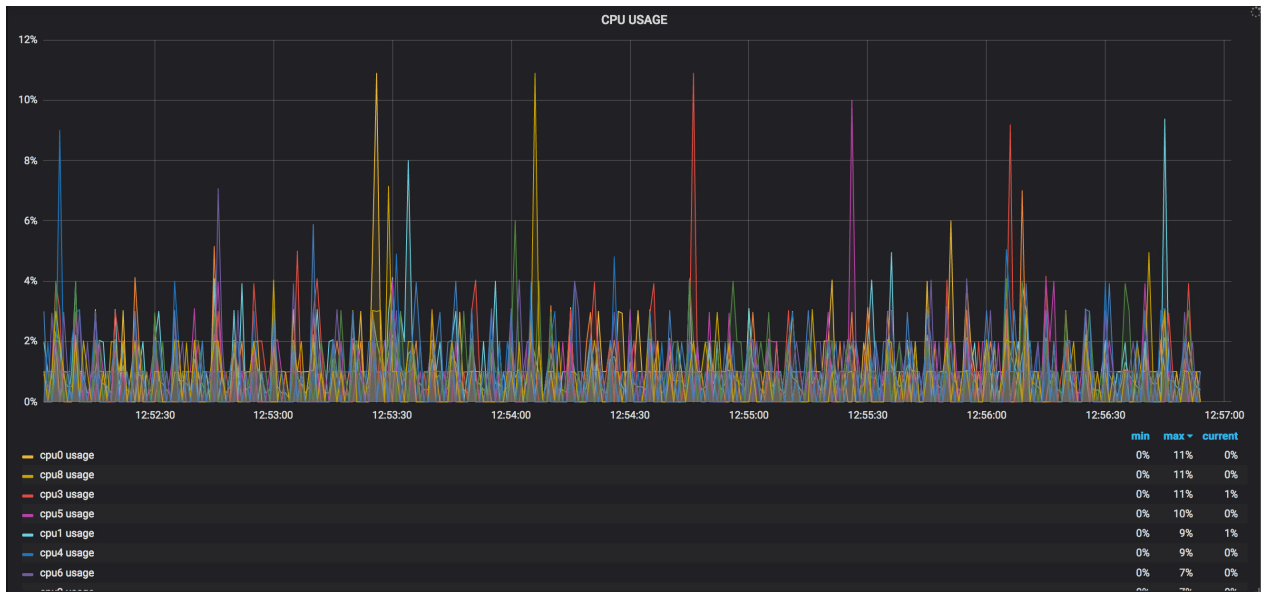 CPU USAGE
12%
10%
8%
6%
4%
2%
0%
12:52:30 12:53:00 12:53:30 12:54:00 12:54:30 12:55:00 12:55:30 12:56:00 12:56:30 12:57:00
min max current
cpu0 usage 0% 11% 0%
cpu8 usage 0% 11% 0%
cpu3 usage 0% 11% 1%
cpu5 usage 0% 10% 0%
cpu1 usage 0% 9% 1%
cpu4 usage 0% 9% 0%
cpu6 usage 0% 7% 0%